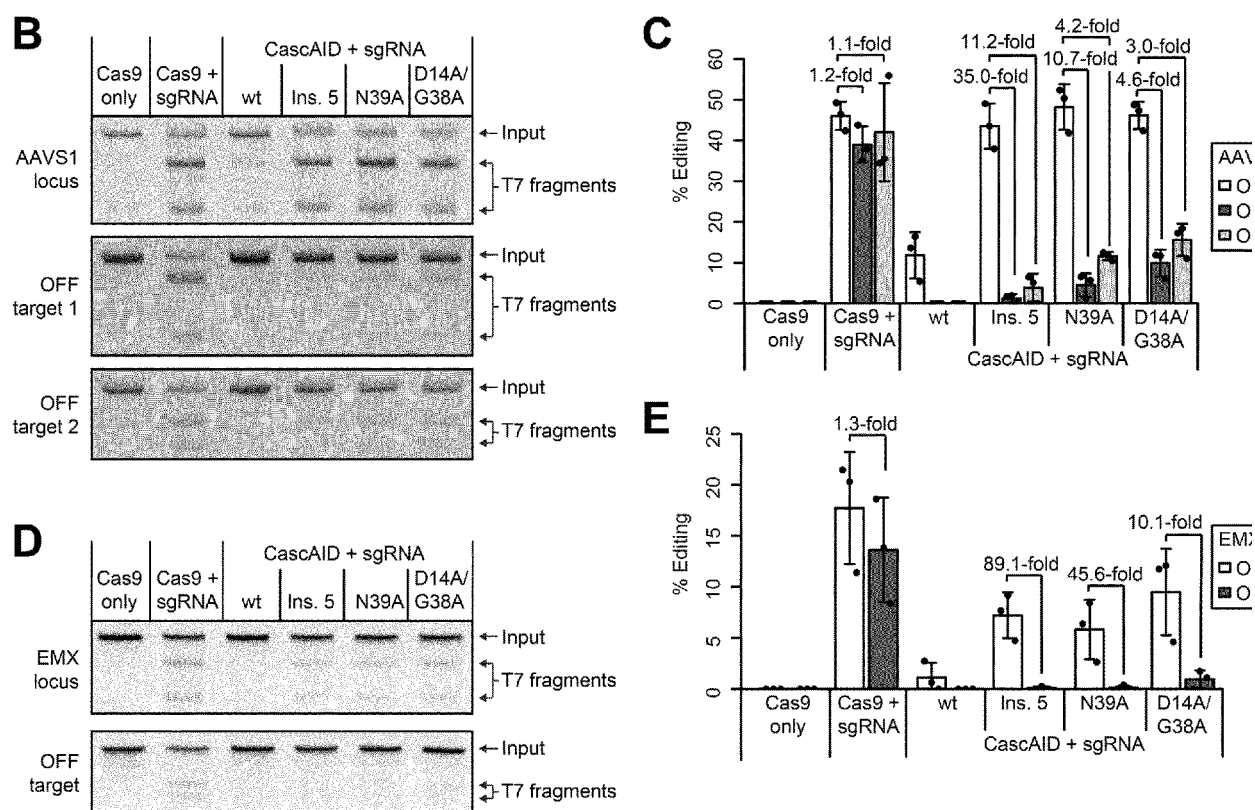 B
CascAID + sgRNA
Cas9 only
Cas9 + sgRNA
wt
Ins. 5
N39A
D14A/ G38A
AAVS1 locus
Input
T7 fragments
OFF target 1
Input
T7 fragments
OFF target 2
Input
T7 fragments
C
% Editing
60
50
40
30
20
10
0
1.1-fold
1.2-fold
11.2-fold
35.0-fold
4.2-fold
10.7-fold
3.0-fold
4.6-fold
AAV
O
O
O
Cas9 only
Cas9 + sgRNA
wt
Ins. 5
N39A
D14A/ G38A
CascAID + sgRNA
D
CascAID + sgRNA
Cas9 only
Cas9 + sgRNA
wt
Ins. 5
N39A
D14A/ G38A
EMX locus
Input
T7 fragments
OFF target
Input
T7 fragments
E
% Editing
25
20
15
10
5
0
1.3-fold
89.1-fold
45.6-fold
10.1-fold
EMX
O
O
Cas9 only
Cas9 + sgRNA
wt
Ins. 5
N39A
D14A/ G38A
CascAID + sgRNA